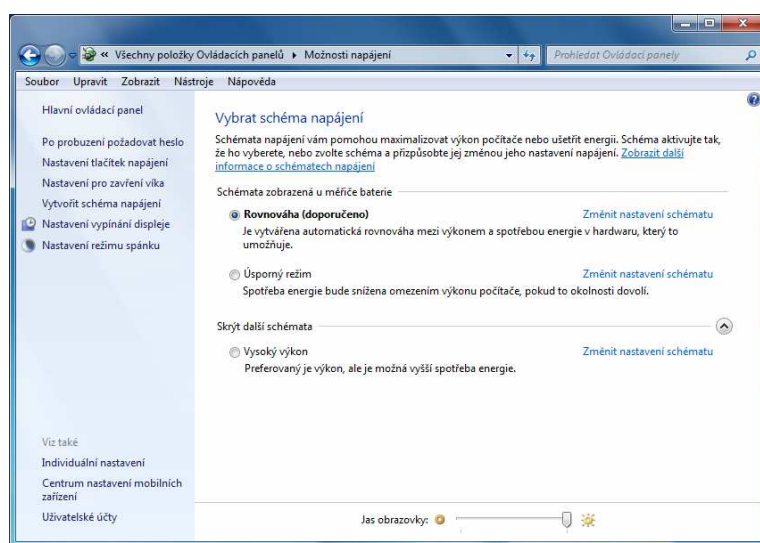 « Všechny položky Ovládacích panelů ▸ Možnosti napájení
Prohledat Ovládací panely
Soubor Upravit Zobrazit Nástroje Nápověda
Hlavní ovládací panel
Po probuzení požadovat heslo
Nastavení tlačítek napájení
Nastavení pro zavření víka
Vytvořit schéma napájení
Nastavení vypínání displeje
Nastavení režimu spánku
Vybrat schéma napájení
Schémata napájení vám pomohou maximalizovat výkon počítače nebo ušetřit energii. Schéma aktivujte tak,
že ho vyberete, nebo zvolte schéma a přizpůsobte jej změnou jeho nastavení napájení. Zobrazit další
informace o schématech napájení
Schémata zobrazená u měřiče baterie
Rovnováha (doporučeno) Změnit nastavení schématu
Je vytvářena automatická rovnováha mezi výkonem a spotřebou energie v hardwaru, který to
umožňuje.
Úsporný režim Změnit nastavení schématu
Spotřeba energie bude snížena omezením výkonu počítače, pokud to okolnosti dovolí.
Skrýt další schémata
Vysoký výkon Změnit nastavení schématu
Preferovaný je výkon, ale je možná vyšší spotřeba energie.
Viz také
Individuální nastavení
Centrum nastavení mobilních
zařízení
Uživatelské účty
Jas obrazovky: